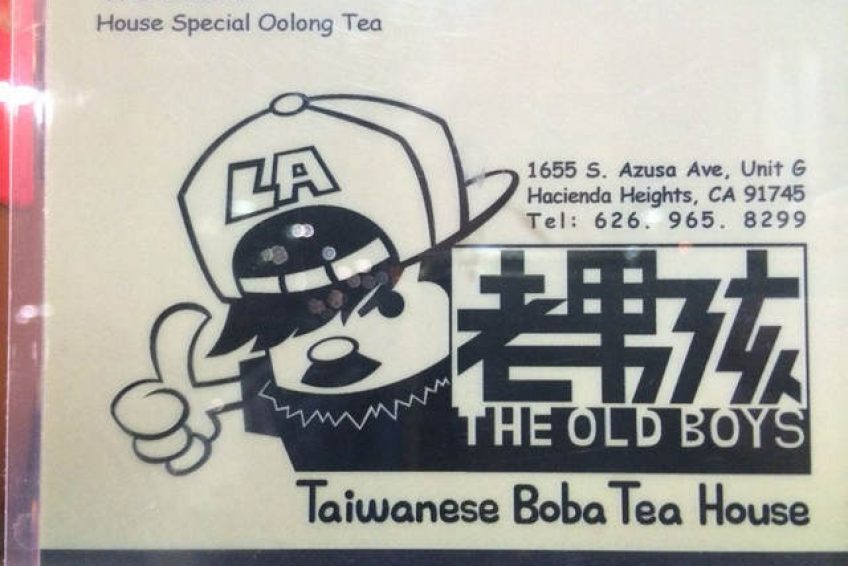 House Special Oolong Tea
LA
1655 S. Azusa Ave, Unit G
Hacienda Heights, CA 91745
Tel: 626. 965. 8299
老男孩
THE OLD BOYS
Taiwanese Boba Tea House